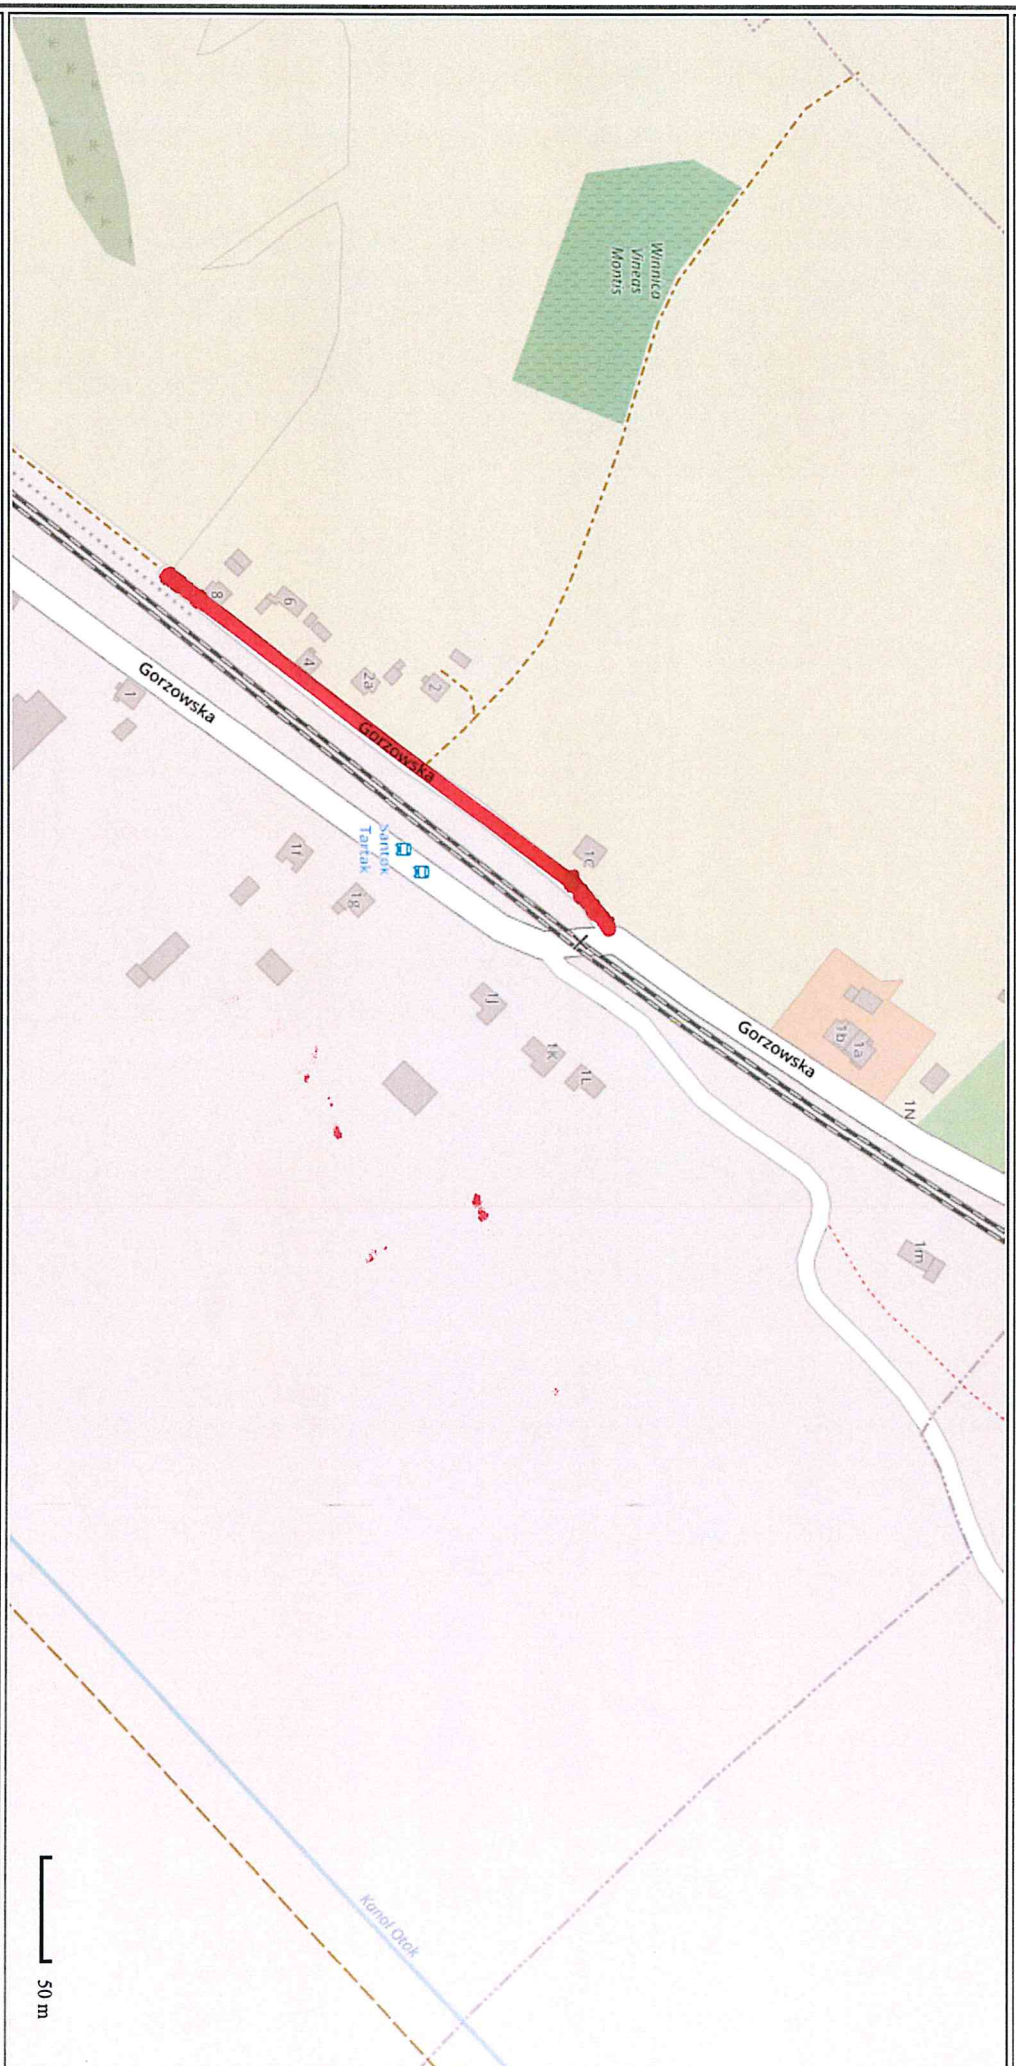 Winnica
Vineas
Montis
8
6
4
2a
2
Gorzowska
Gorzowska
1
1c
Santok
Tartak
1f
1g
1j
1k
1L
Gorzowska
1b
1a
1N
1m
Kanał Otok
50 m